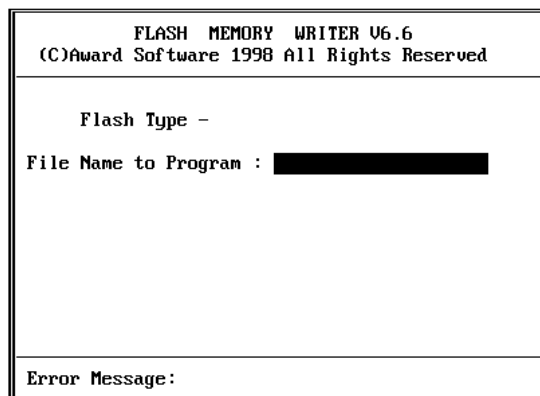 FLASH MEMORY WRITER V6.6
(C)Award Software 1998 All Rights Reserved
Flash Type -
File Name to Program :
Error Message: